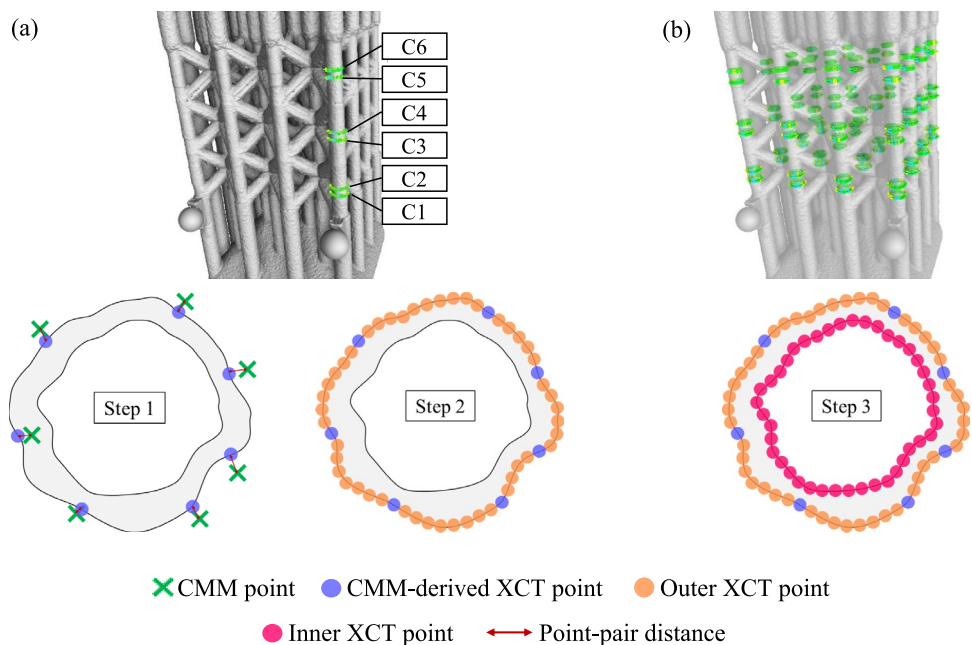 (a)
C6
C5
C4
C3
C2
C1
(b)
Step 1
Step 2
Step 3
CMM point
CMM-derived XCT point
Outer XCT point
Inner XCT point
Point-pair distance